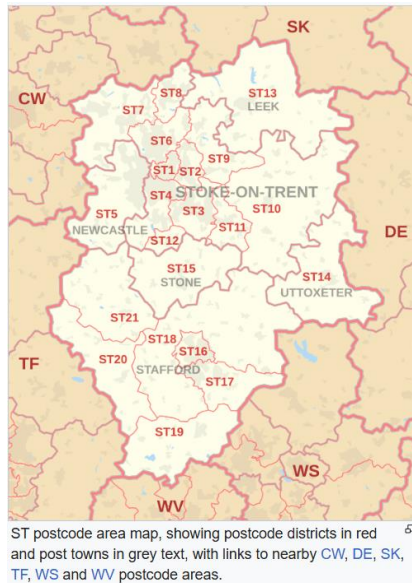 SK
CW
ST8
ST13
LEEK
ST7
ST6
ST9
ST1
ST2
STOKE-ON-TRENT
ST4
ST3
ST10
ST5
NEWCASTLE
ST11
ST12
DE
ST15
STONE
ST14
UTTOXETER
ST21
ST18
ST16
ST20
STAFFORD
ST17
TF
ST19
WS
WV
ST postcode area map, showing postcode districts in red
and post towns in grey text, with links to nearby CW, DE, SK,
TF, WS and WV postcode areas.